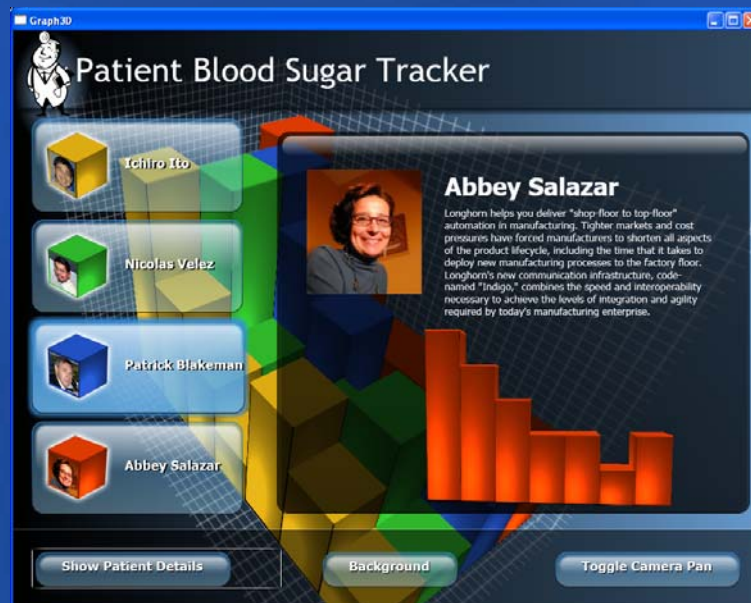 Graph3D
Patient Blood Sugar Tracker
Ichiro Ito
Nicolas Velez
Patrick Blakeman
Abbey Salazar
Abbey Salazar
Longhorn helps you deliver "shop-floor to top-floor"
automation in manufacturing. Tighter markets and cost
pressures have forced manufacturers to shorten all aspects
of the product lifecycle, including the time that it takes to
deploy new manufacturing processes to the factory floor.
Longhorn's new communication infrastructure, code-
named "Indigo," combines the speed and interoperability
necessary to achieve the levels of integration and agility
required by today's manufacturing enterprise.
Show Patient Details
Background
Toggle Camera Pan